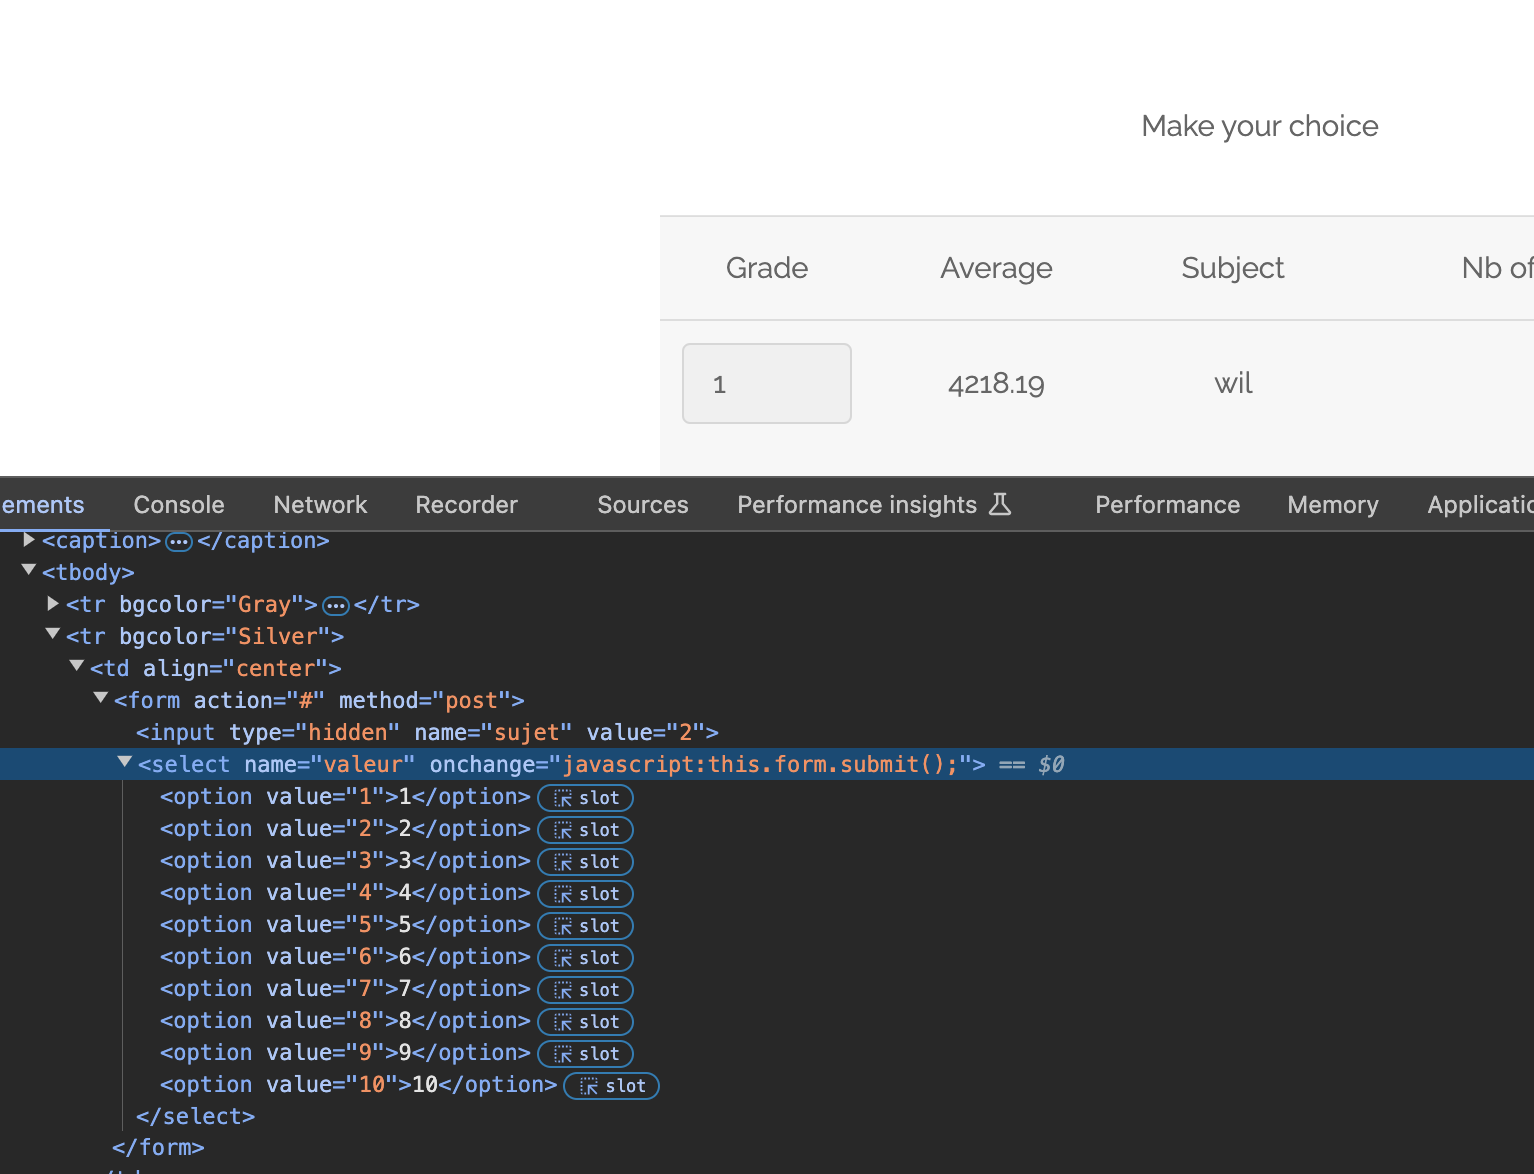 Make your choice
Grade Average Subject Nb of
1 4218.19 wil
ements Console Network Recorder Sources Performance insights Performance Memory Applicatio
<caption>…</caption>
<tbody>
<tr bgcolor="Gray">…</tr>
<tr bgcolor="Silver">
<td align="center">
<form action="#" method="post">
<input type="hidden" name="sujet" value="2">
<select name="valeur" onchange="javascript:this.form.submit();"> == $0
<option value="1">1</option> slot
<option value="2">2</option> slot
<option value="3">3</option> slot
<option value="4">4</option> slot
<option value="5">5</option> slot
<option value="6">6</option> slot
<option value="7">7</option> slot
<option value="8">8</option> slot
<option value="9">9</option> slot
<option value="10">10</option> slot
</select>
</form>